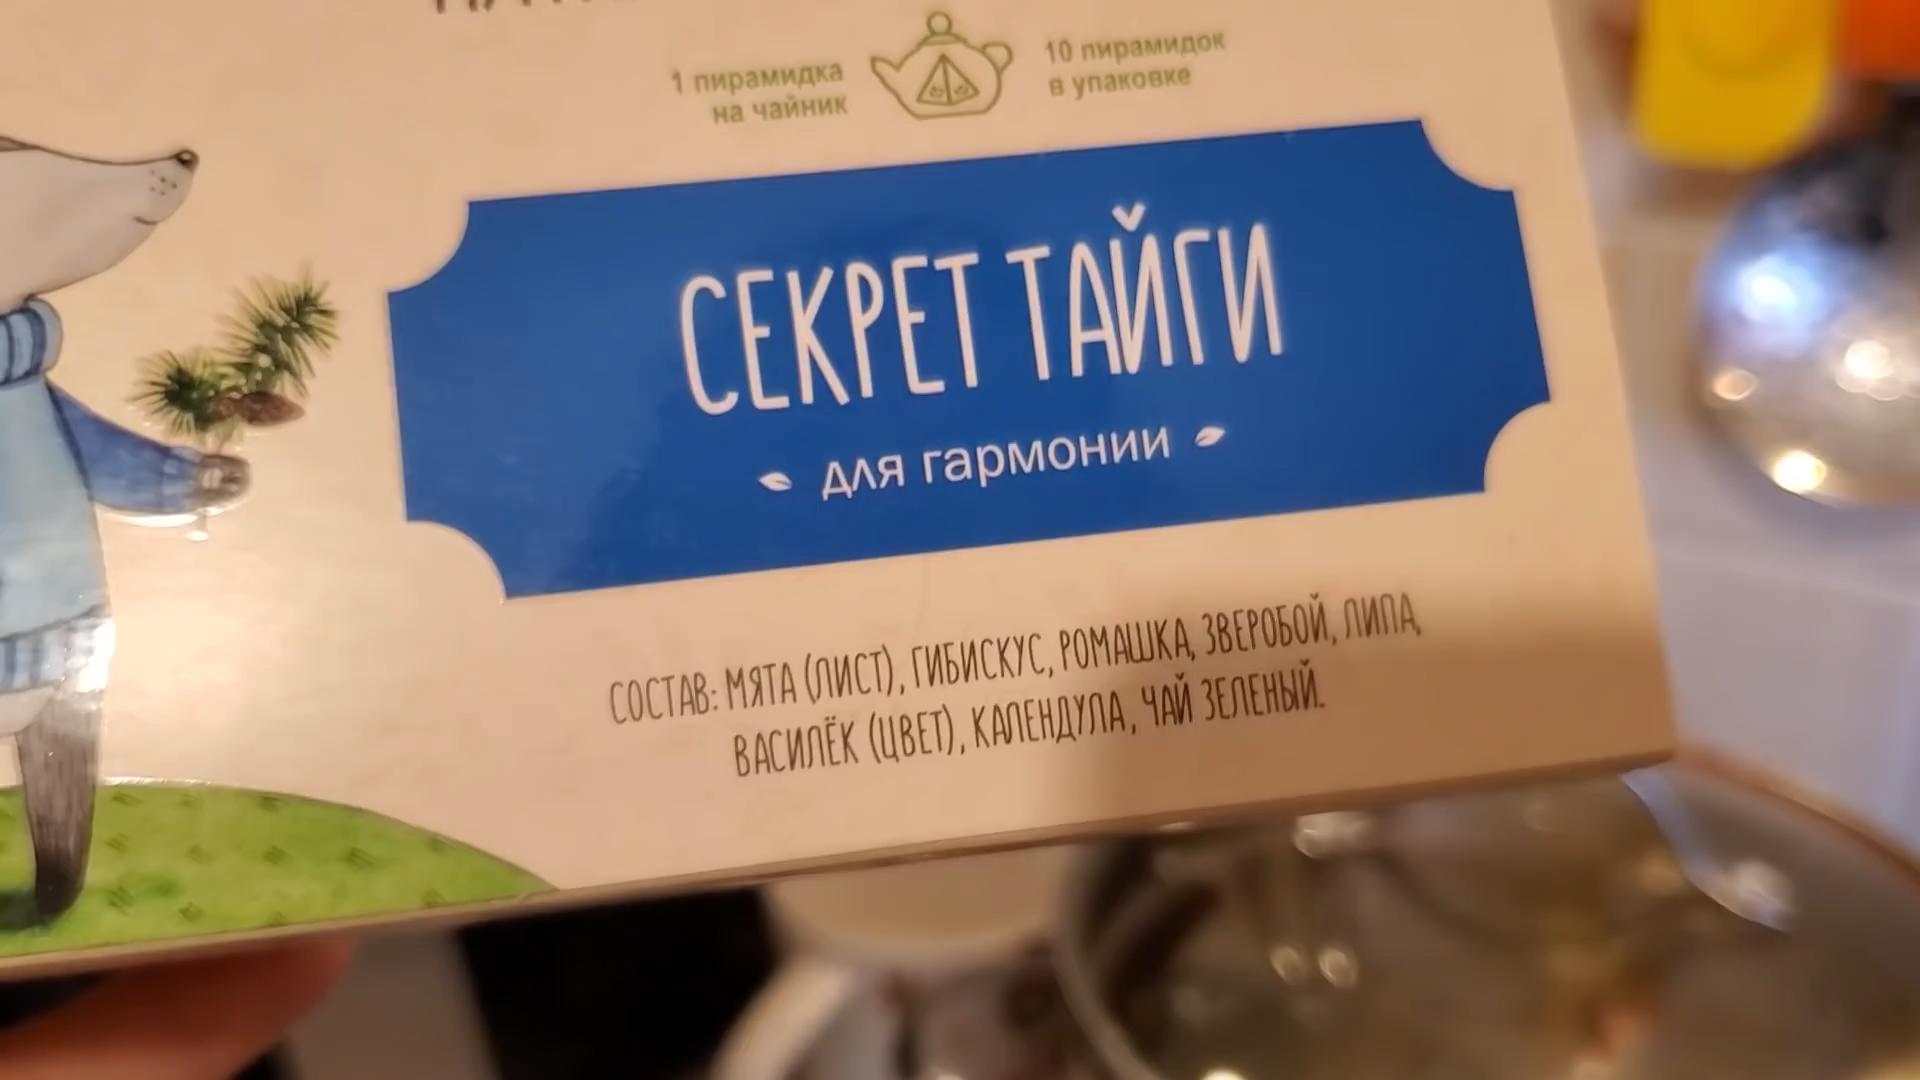 1 пирамидка
на чайник
10 пирамидок
в упаковке
СЕКРЕТ ТАЙГИ
для гармонии
СОСТАВ: МЯТА (ЛИСТ), ГИБИСКУС, РОМАШКА, ЗВЕРОБОЙ, ЛИПА,
ВАСИЛЁК (ЦВЕТ), КАЛЕНДУЛА, ЧАЙ ЗЕЛЕНЫЙ.